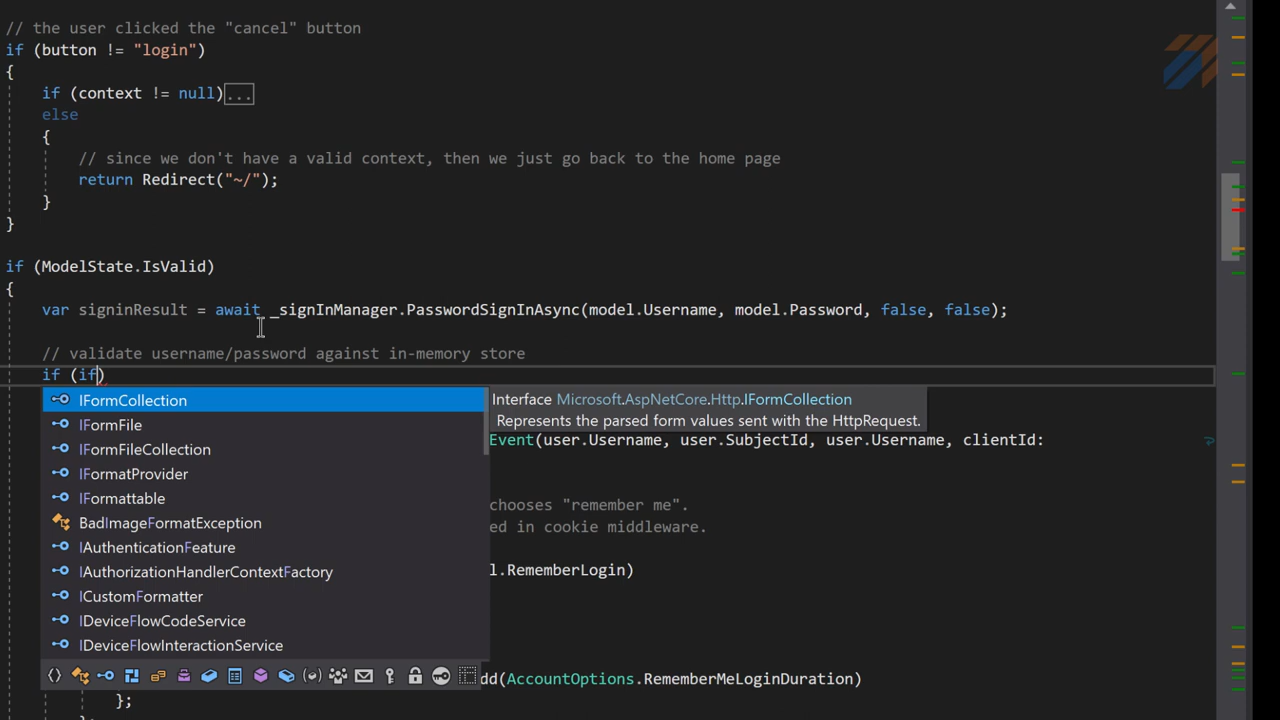 // the user clicked the "cancel" button
if (button != "login")
{
if (context != null)...
else
{
// since we don't have a valid context, then we just go back to the home page
return Redirect("~/");
}
}
if (ModelState.IsValid)
{
var signinResult = await _signInManager.PasswordSignInAsync(model.Username, model.Password, false, false);
// validate username/password against in-memory store
if (if)
IFormCollection
Interface Microsoft.AspNetCore.Http.IFormCollection
Represents the parsed form values sent with the HttpRequest.
IFormFile
Event(user.Username, user.SubjectId, user.Username, clientId:
IFormFileCollection
IFormatProvider
IFormattable
chooses "remember me".
BadImageFormatException
ed in cookie middleware.
IAuthenticationFeature
IAuthorizationHandlerContextFactory
l.RememberLogin)
ICustomFormatter
IDeviceFlowCodeService
IDeviceFlowInteractionService
dd(AccountOptions.RememberMeLoginDuration)
};